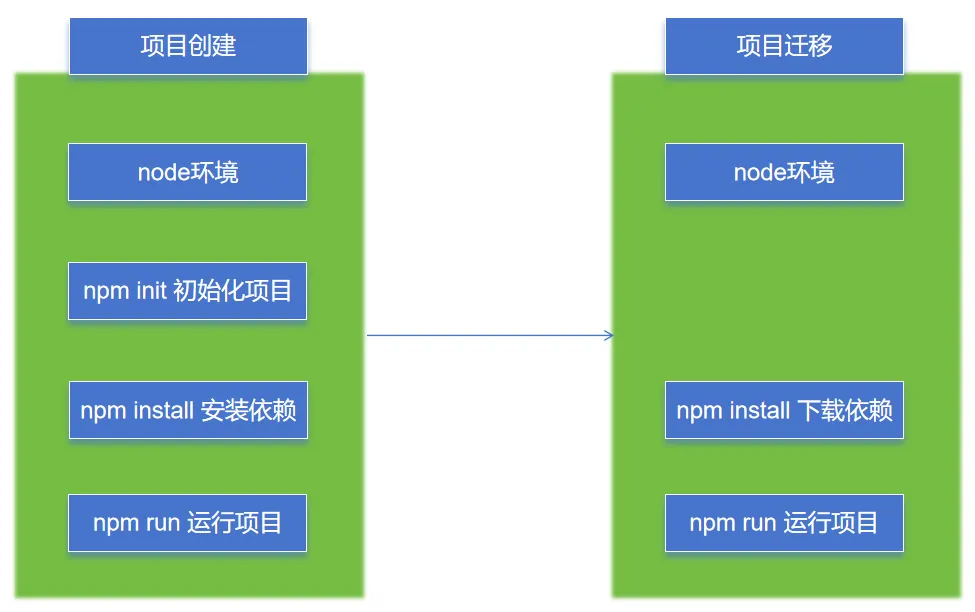 项目创建
node环境
npm init 初始化项目
npm install 安装依赖
npm run 运行项目
项目迁移
node环境
npm install 下载依赖
npm run 运行项目